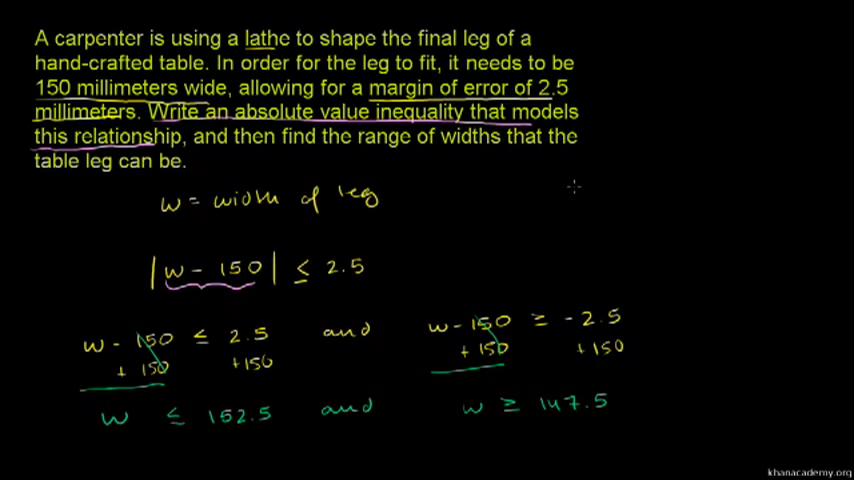 A carpenter is using a lathe to shape the final leg of a
hand-crafted table. In order for the leg to fit, it needs to be
150 millimeters wide, allowing for a margin of error of 2.5
millimeters. Write an absolute value inequality that models
this relationship, and then find the range of widths that the
table leg can be.
w = width of leg
|w - 150| ≤ 2.5
w - 150 ≤ 2.5 and w - 150 ≥ - 2.5
+ 150 +150 + 150 +150
w ≤ 152.5 and w ≥ 147.5
khanacademy.org